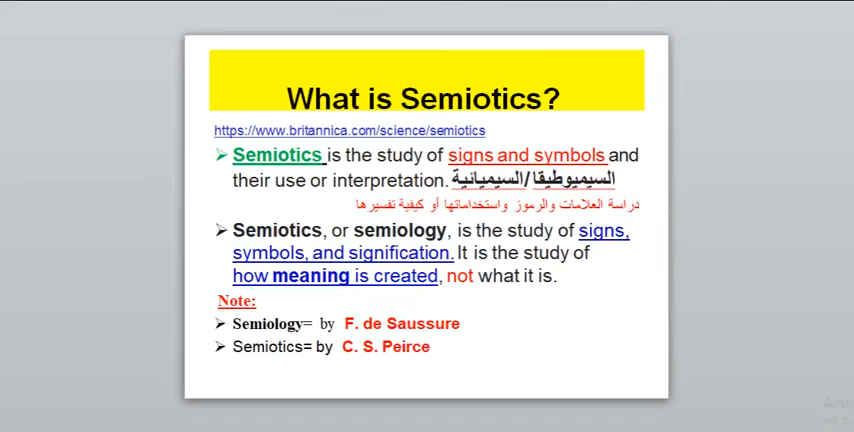 What is Semiotics?
https://www.britannica.com/science/semiotics
➢ Semiotics is the study of signs and symbols and
their use or interpretation. السيميوطيقا/السيميائية
دراسة العلامات والرموز واستخداماتها أو كيفية تفسيرها
➢ Semiotics, or semiology, is the study of signs,
symbols, and signification. It is the study of
how meaning is created, not what it is.
Note:
➢ Semiology= by F. de Saussure
➢ Semiotics= by C. S. Peirce